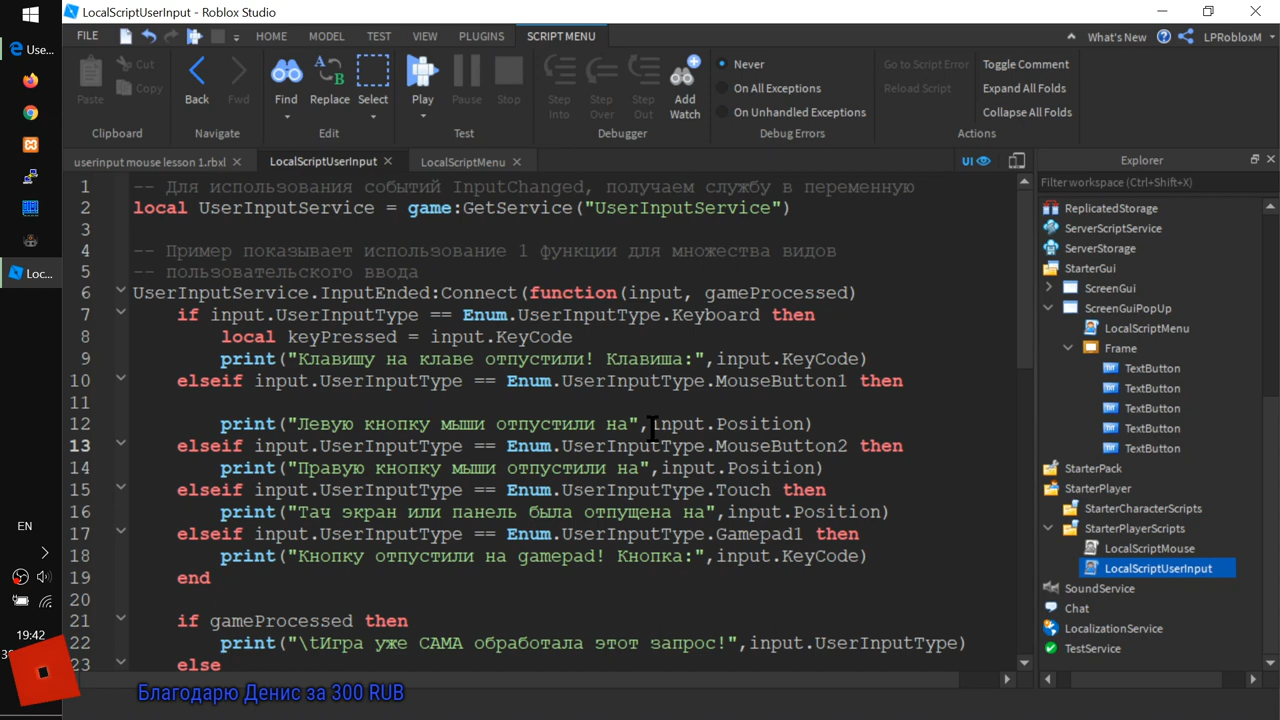 LocalScriptUserInput - Roblox Studio
FILE HOME MODEL TEST VIEW PLUGINS SCRIPT MENU What's New LPRobloxM
Paste Cut Copy Back Fwd Find Replace Select Play Pause Stop Step Into Step Over Step Out Add Watch
Never
On All Exceptions
On Unhandled Exceptions
Go to Script Error
Reload Script
Toggle Comment
Expand All Folds
Collapse All Folds
Clipboard Navigate Edit Test Debugger Debug Errors Actions
userinput mouse lesson 1.rbxl LocalScriptUserInput LocalScriptMenu UI
1 -- Для использования событий InputChanged, получаем службу в переменную
2 local UserInputService = game:GetService("UserInputService")
3
4 -- Пример показывает использование 1 функции для множества видов
5 -- пользовательского ввода
6 UserInputService.InputEnded:Connect(function(input, gameProcessed)
7 if input.UserInputType == Enum.UserInputType.Keyboard then
8 local keyPressed = input.KeyCode
9 print("Клавишу на клаве отпустили! Клавиша:",input.KeyCode)
10 elseif input.UserInputType == Enum.UserInputType.MouseButton1 then
11
12 print("Левую кнопку мыши отпустили на",input.Position)
13 elseif input.UserInputType == Enum.UserInputType.MouseButton2 then
14 print("Правую кнопку мыши отпустили на",input.Position)
15 elseif input.UserInputType == Enum.UserInputType.Touch then
16 print("Тач экран или панель была отпущена на",input.Position)
17 elseif input.UserInputType == Enum.UserInputType.Gamepad1 then
18 print("Кнопку отпустили на gamepad! Кнопка:",input.KeyCode)
19 end
20
21 if gameProcessed then
22 print("\tИгра уже САМА обработала этот запрос!",input.UserInputType)
23 else
Explorer
Filter workspace (Ctrl+Shift+X)
ReplicatedStorage
ServerScriptService
ServerStorage
StarterGui
ScreenGui
ScreenGuiPopUp
LocalScriptMenu
Frame
TextButton
TextButton
TextButton
TextButton
TextButton
StarterPack
StarterPlayer
StarterCharacterScripts
StarterPlayerScripts
LocalScriptMouse
LocalScriptUserInput
SoundService
Chat
LocalizationService
TestService
Use...
Loc...
EN
19:42
Благодарю Денис за 300 RUB